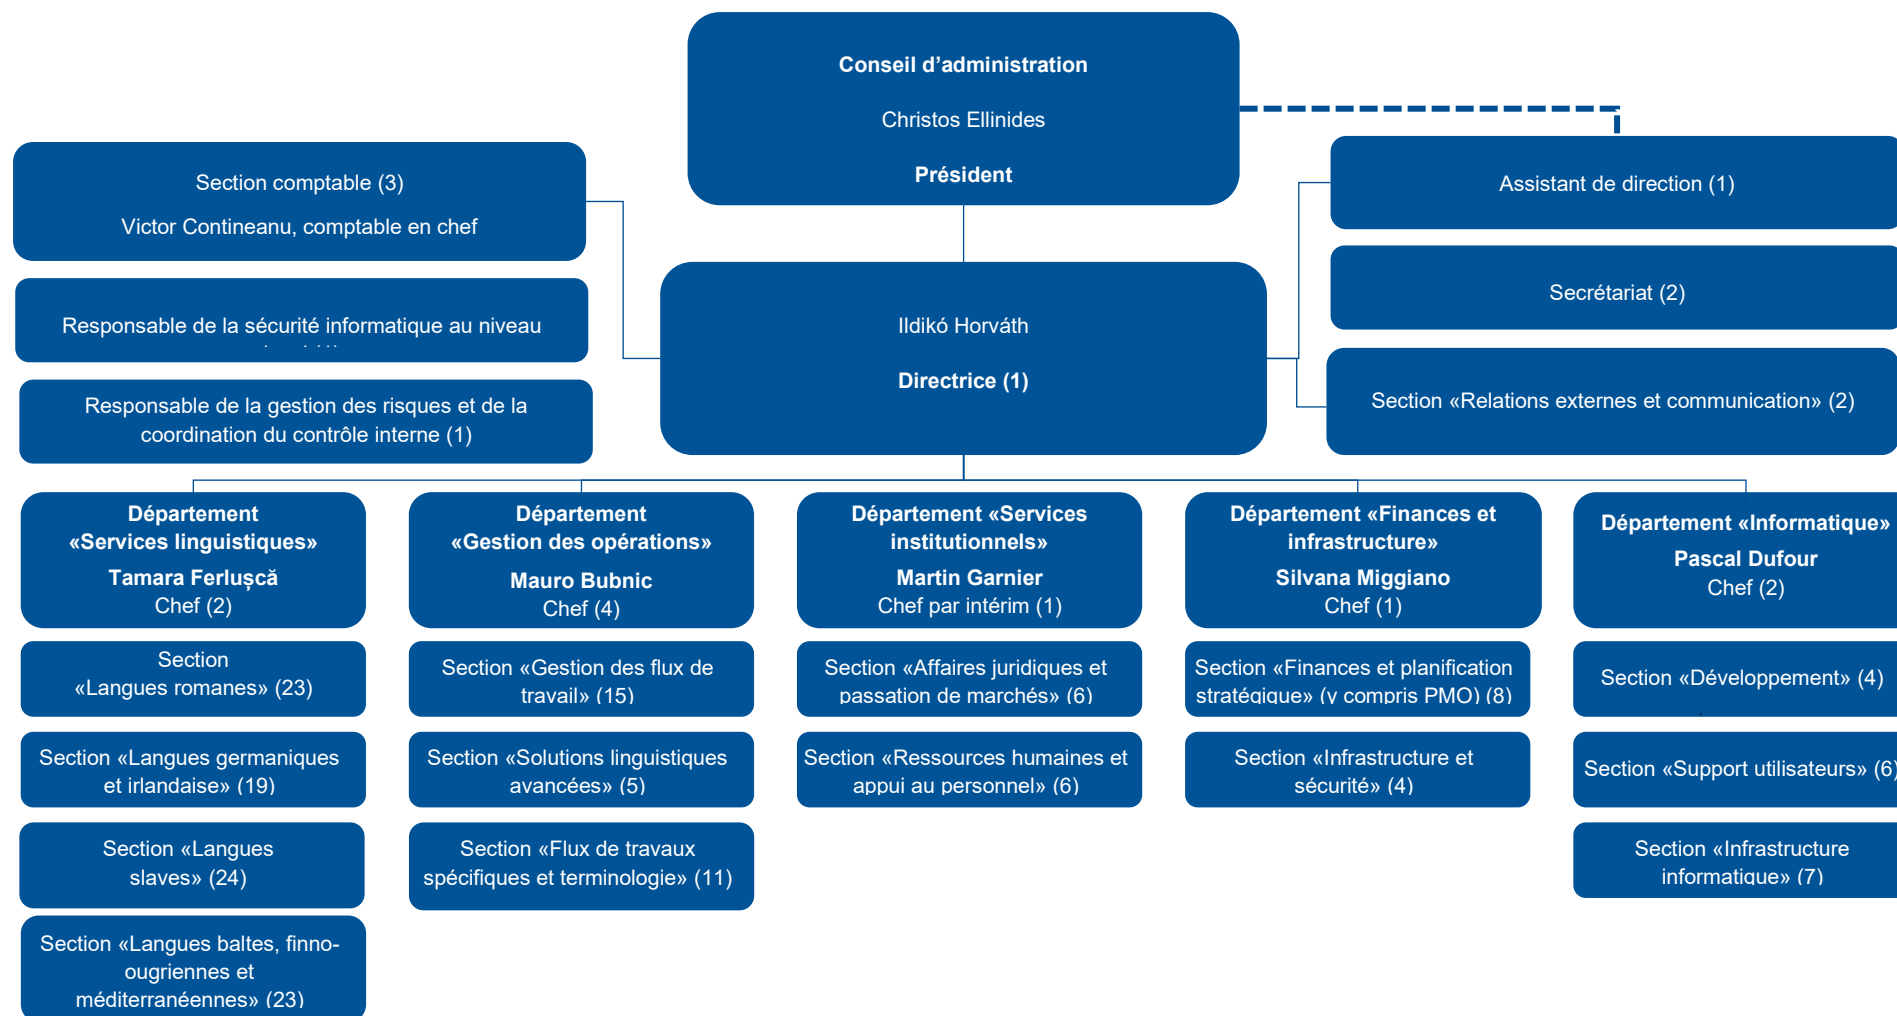 Conseil d’administration
Christos Ellinides
Président
Section comptable (3)
Victor Contineanu, comptable en chef
Responsable de la sécurité informatique au niveau
Responsable de la gestion des risques et de la
coordination du contrôle interne (1)
Ildikó Horváth
Directrice (1)
Assistant de direction (1)
Secrétariat (2)
Section «Relations externes et communication» (2)
Département
«Services linguistiques»
Tamara Ferlușcă
Chef (2)
Section
«Langues romanes» (23)
Section «Langues germaniques
et irlandaise» (19)
Section «Langues
slaves» (24)
Section «Langues baltes, finno-
ougriennes et
méditerranéennes» (23)
Département
«Gestion des opérations»
Mauro Bubnic
Chef (4)
Section «Gestion des flux de
travail» (15)
Section «Solutions linguistiques
avancées» (5)
Section «Flux de travaux
spécifiques et terminologie» (11)
Département «Services
institutionnels»
Martin Garnier
Chef par intérim (1)
Section «Affaires juridiques et
passation de marchés» (6)
Section «Ressources humaines et
appui au personnel» (6)
Département «Finances et
infrastructure»
Silvana Miggiano
Chef (1)
Section «Finances et planification
stratégique» (y compris PMO) (8)
Section «Infrastructure et
sécurité» (4)
Département «Informatique»
Pascal Dufour
Chef (2)
Section «Développement» (4)
Section «Support utilisateurs» (6)
Section «Infrastructure
informatique» (7)